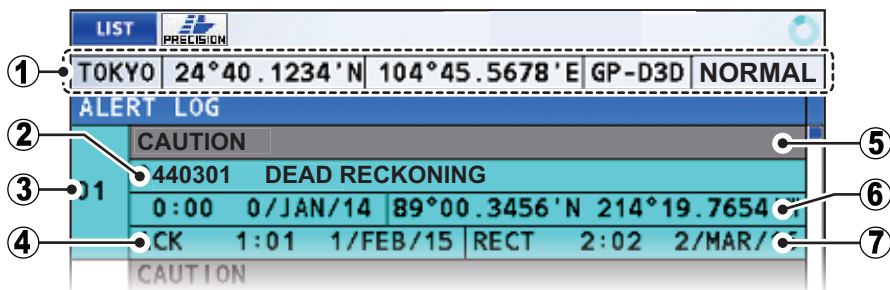 LIST PRECISION
1 TOKYO 24°40.1234'N 104°45.5678'E GP-D3D NORMAL
ALERT LOG
2 CAUTION 5
440301 DEAD RECKONING
3 01
0:00 0/JAN/14 89°00.3456'N 214°19.7654' 6
4 CK 1:01 1/FEB/15 RECT 2:02 2/MAR/ 7
CAUTION